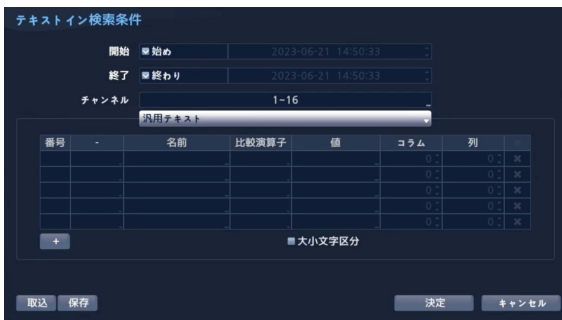 テキストイン検索条件
開始 始め 2023-06-21 14:50:33
終了 終わり 2023-06-21 14:50:33
チャンネル 1~16
汎用テキスト
番号 - 名前 比較演算子 値 コラム 列
0 0
0 0
0 0
0 0
0 0
+ 大小文字区分
取込 保存 決定 キャンセル